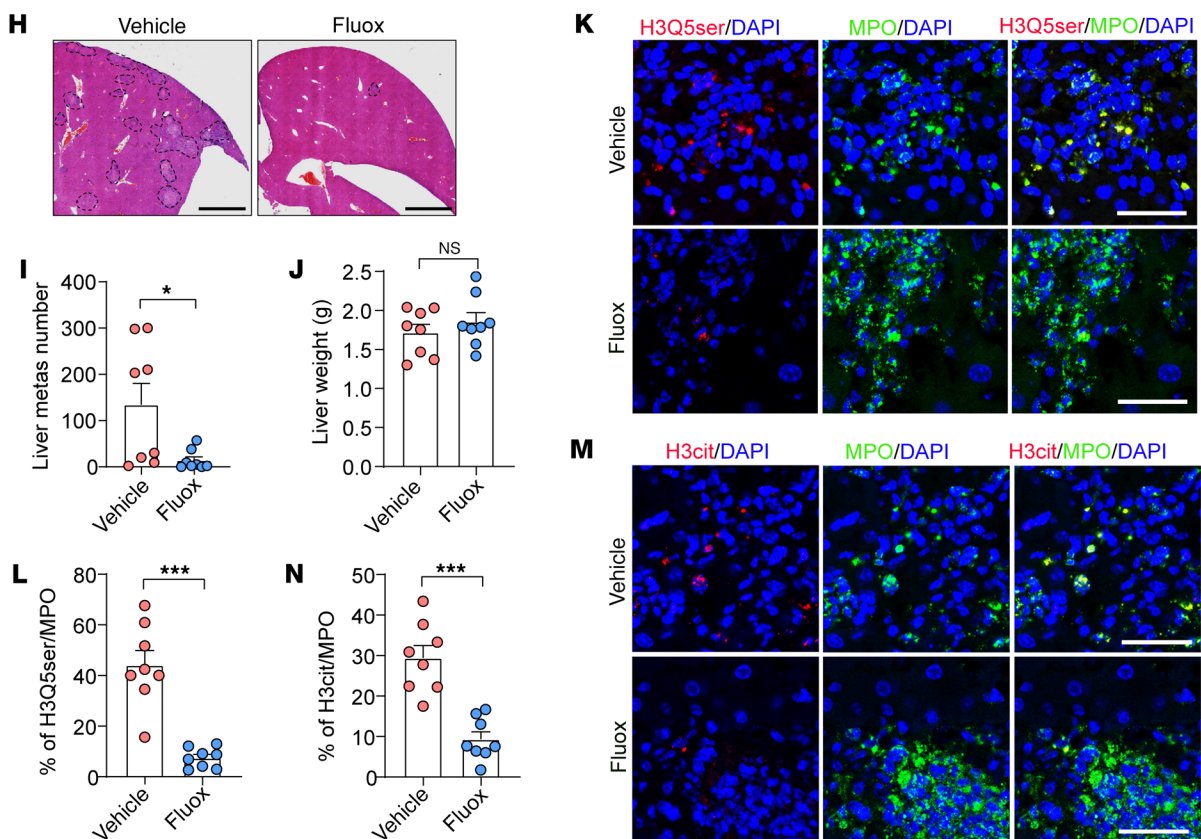 H
Vehicle
Fluox
I
Liver metas number
400
300
200
100
0
*
Vehicle
Fluox
J
Liver weight (g)
2.5
2.0
1.5
1.0
0.5
0.0
NS
Vehicle
Fluox
K
H3Q5ser/DAPI
MPO/DAPI
H3Q5ser/MPO/DAPI
Vehicle
Fluox
L
% of H3Q5ser/MPO
80
60
40
20
0
***
Vehicle
Fluox
N
% of H3cit/MPO
50
40
30
20
10
0
***
Vehicle
Fluox
M
H3cit/DAPI
MPO/DAPI
H3cit/MPO/DAPI
Vehicle
Fluox